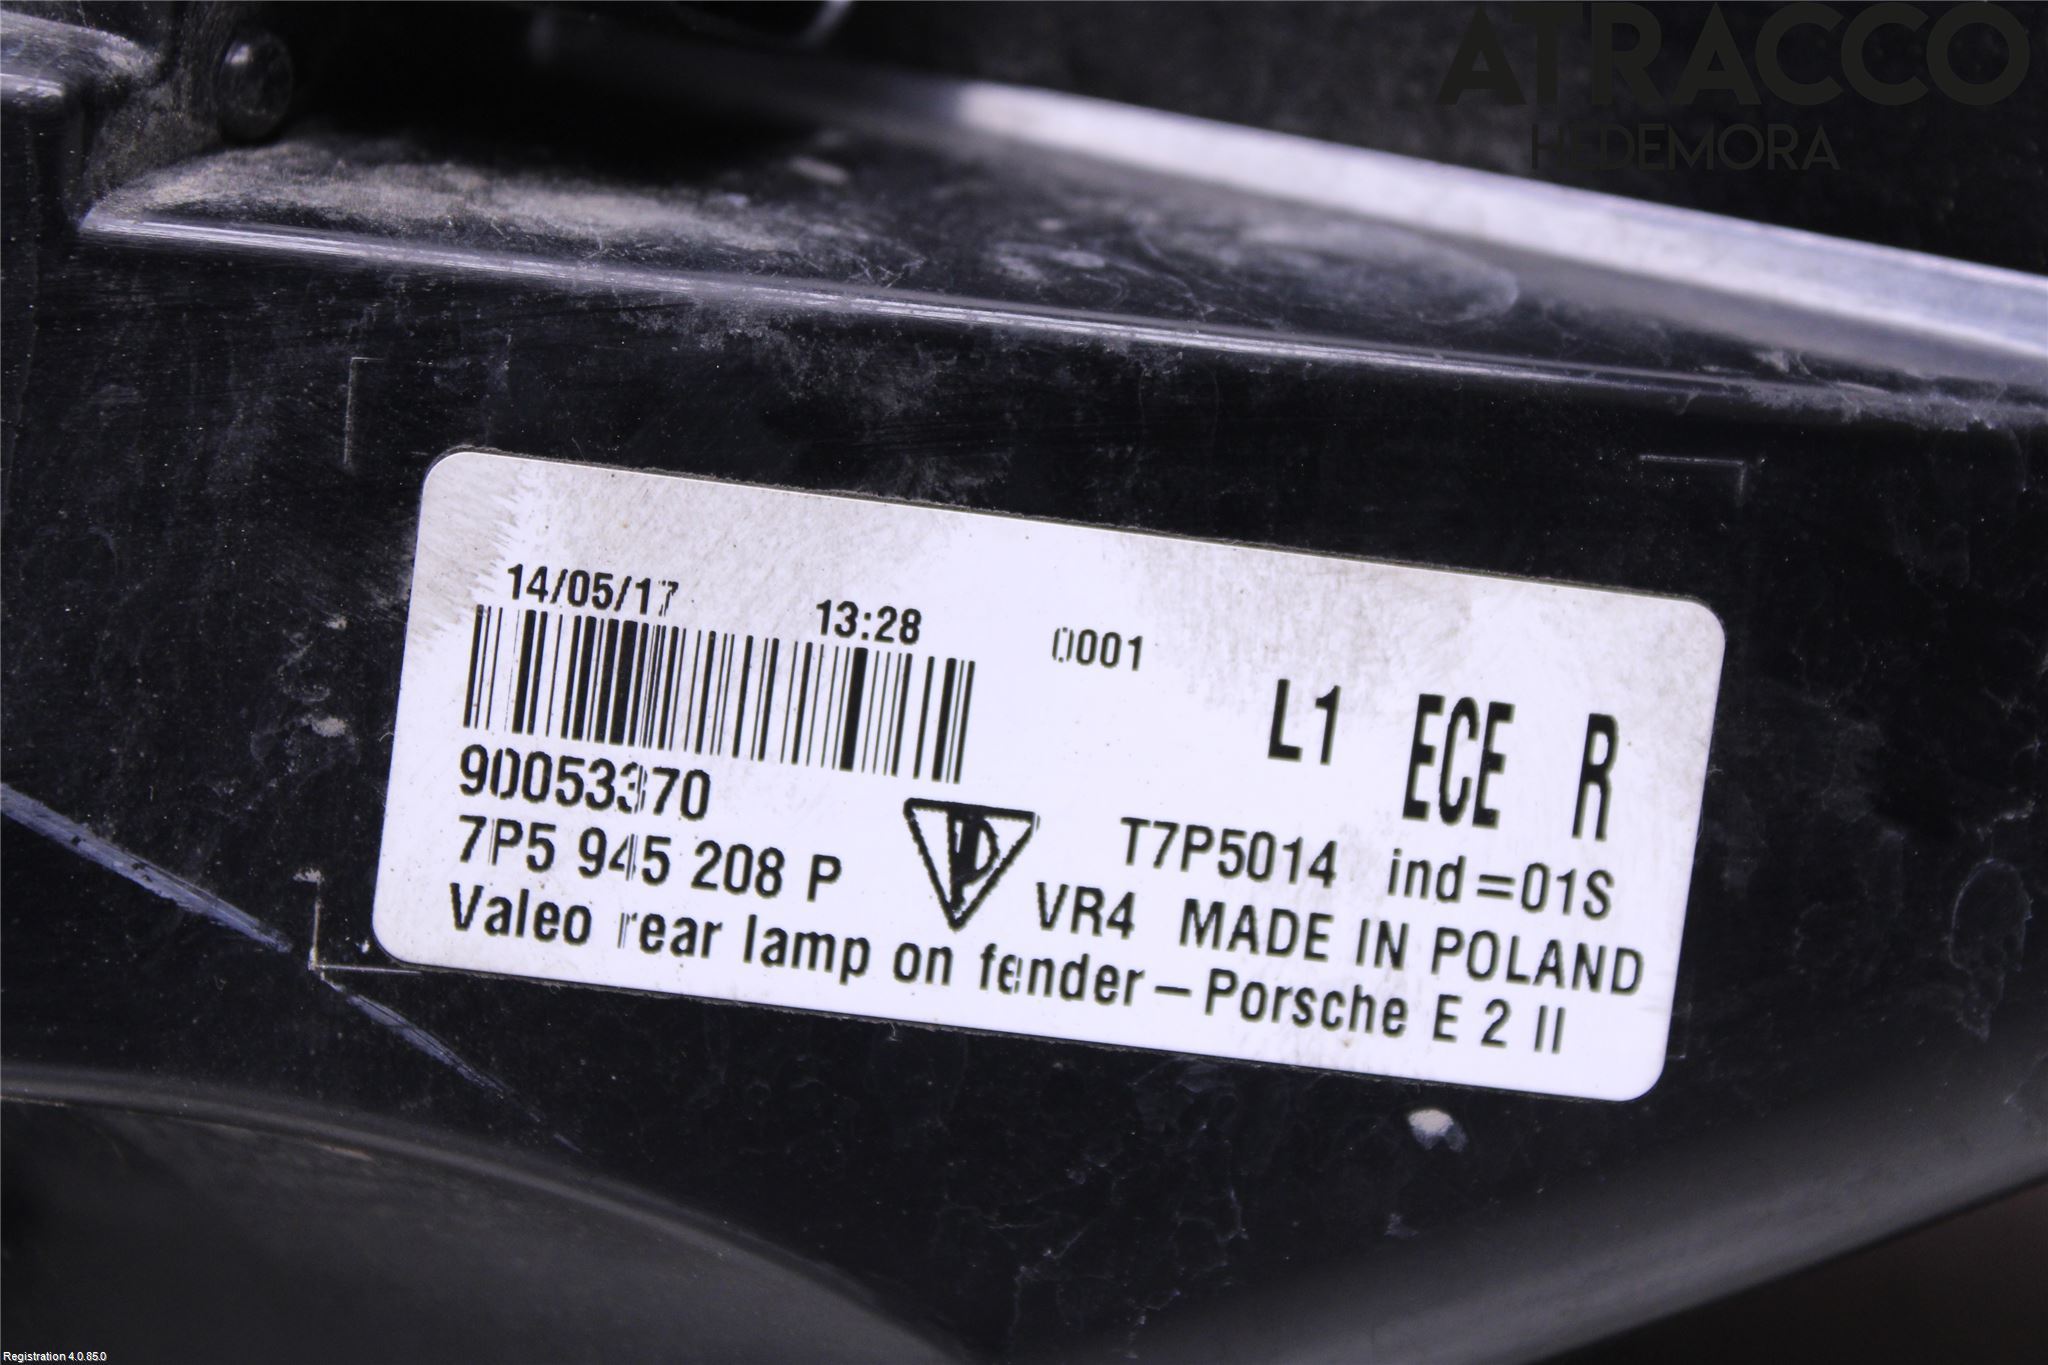 ATRACCO
HEDEMORA
14/05/17 13:28 0001
L1 ECE R
90053370
7P5 945 208 P
T7P5014 ind=01S
VR4 MADE IN POLAND
Valeo rear lamp on fender – Porsche E 2 II
Registration 4.0.85.0